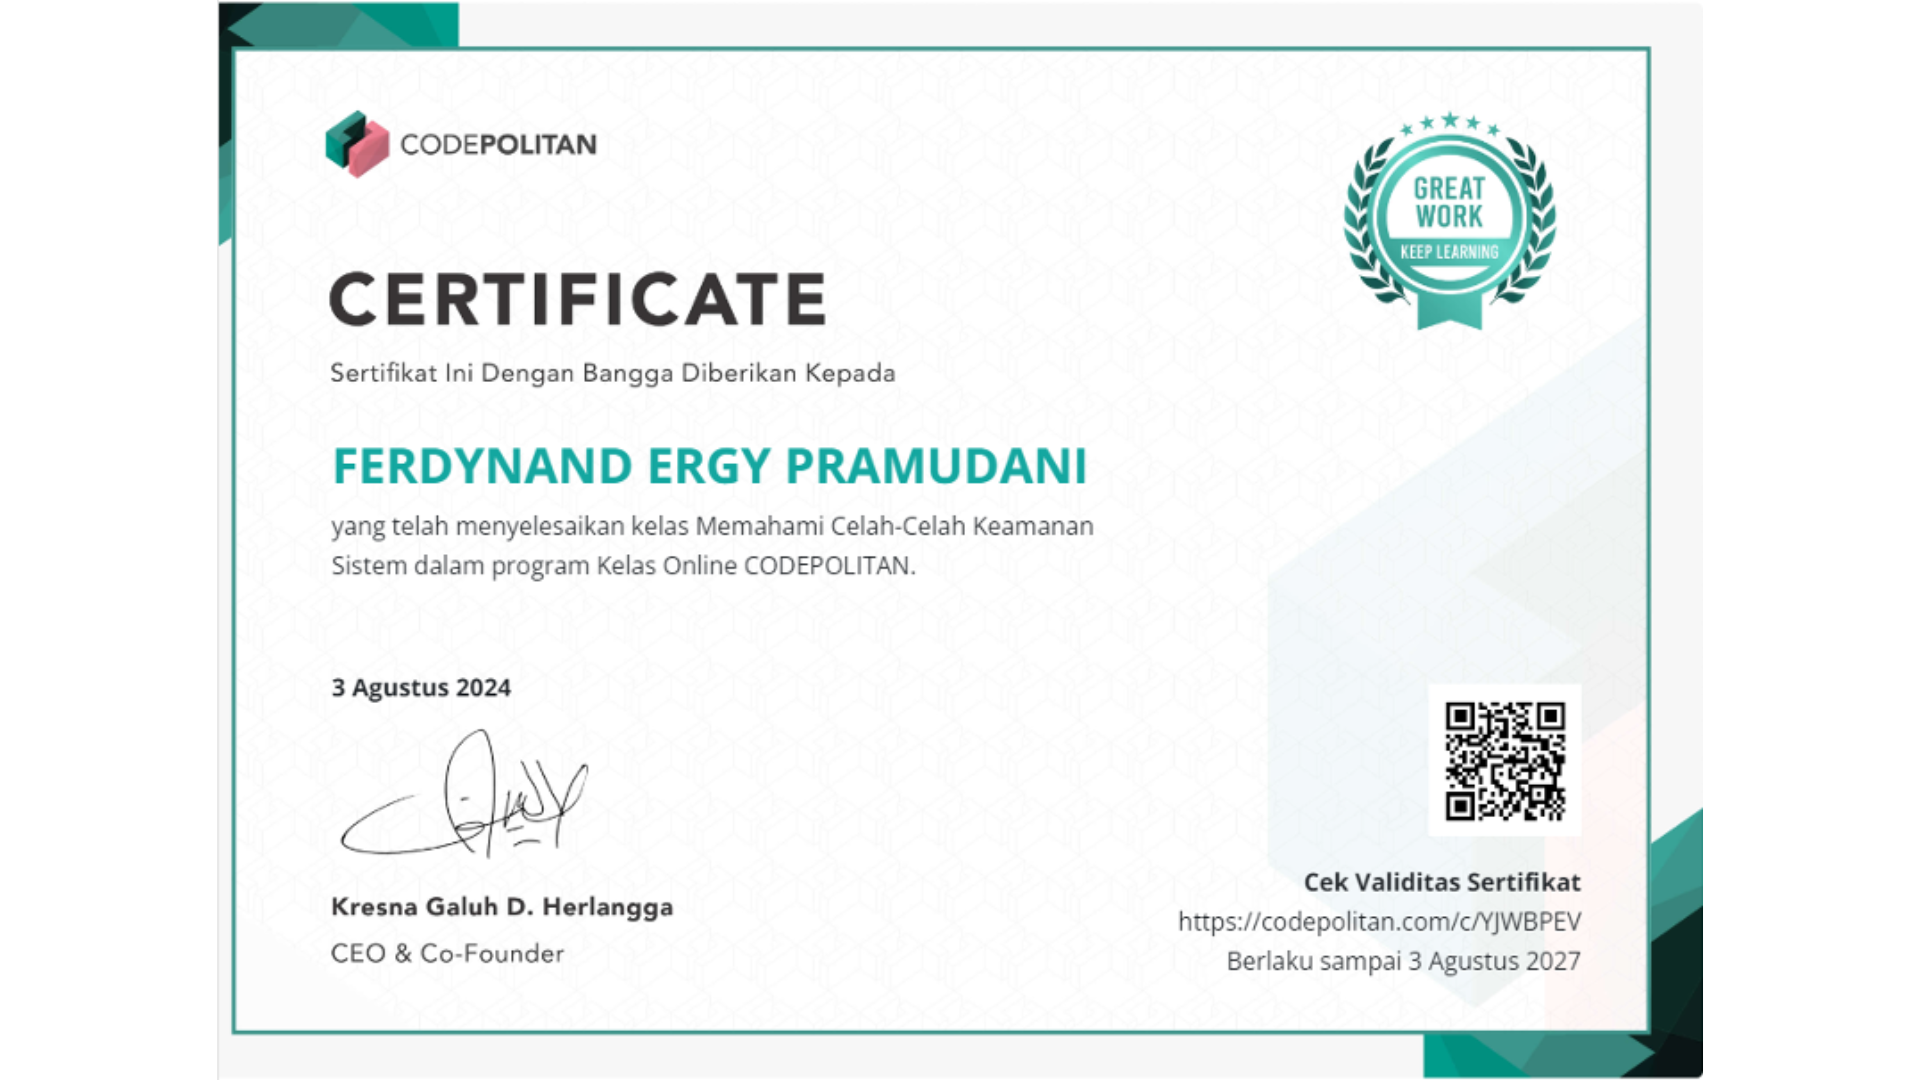 CODEPOLITAN
GREAT
WORK
KEEP LEARNING
CERTIFICATE
Sertifikat Ini Dengan Bangga Diberikan Kepada
FERDYNAND ERGY PRAMUDANI
yang telah menyelesaikan kelas Memahami Celah-Celah Keamanan
Sistem dalam program Kelas Online CODEPOLITAN.
3 Agustus 2024
Kresna Galuh D. Herlangga
CEO & Co-Founder
Cek Validitas Sertifikat
https://codepolitan.com/c/YJWBPEV
Berlaku sampai 3 Agustus 2027